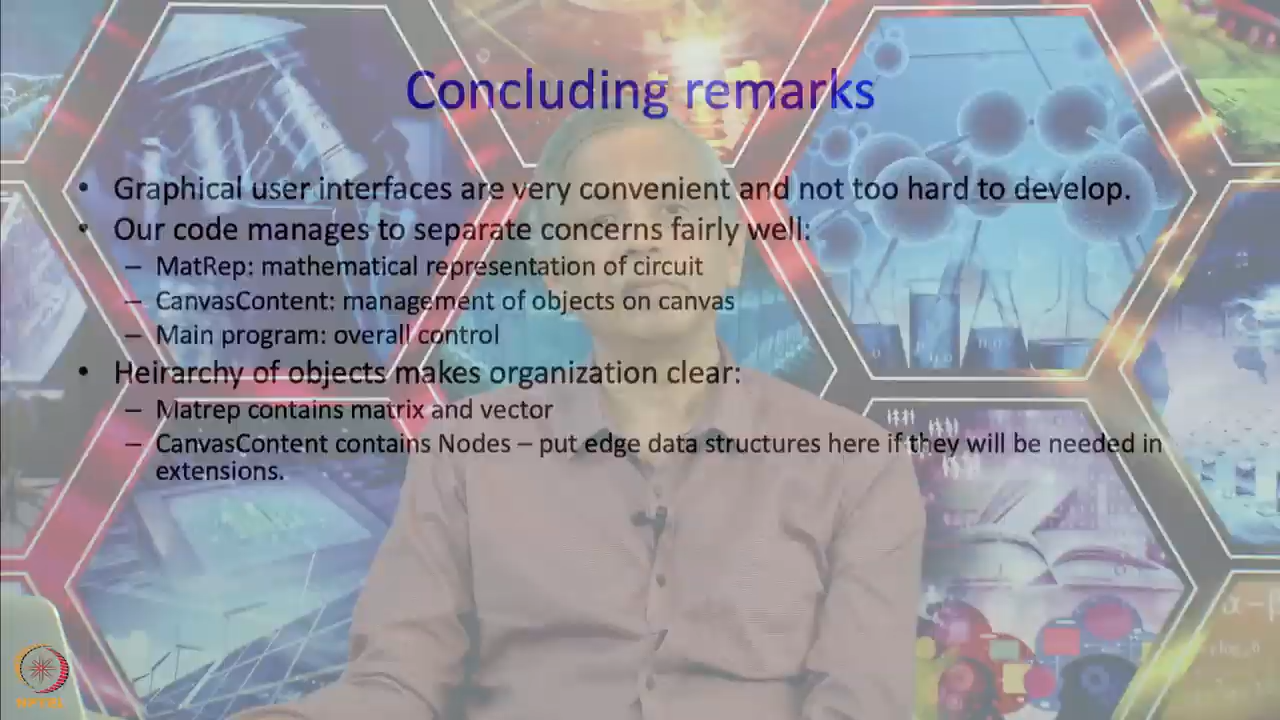 Concluding remarks
• Graphical user interfaces are very convenient and not too hard to develop.
• Our code manages to separate concerns fairly well:
– MatRep: mathematical representation of circuit
– CanvasContent: management of objects on canvas
– Main program: overall control
• Heirarchy of objects makes organization clear:
– Matrep contains matrix and vector
– CanvasContent contains Nodes – put edge data structures here if they will be needed in
extensions.
NPTEL